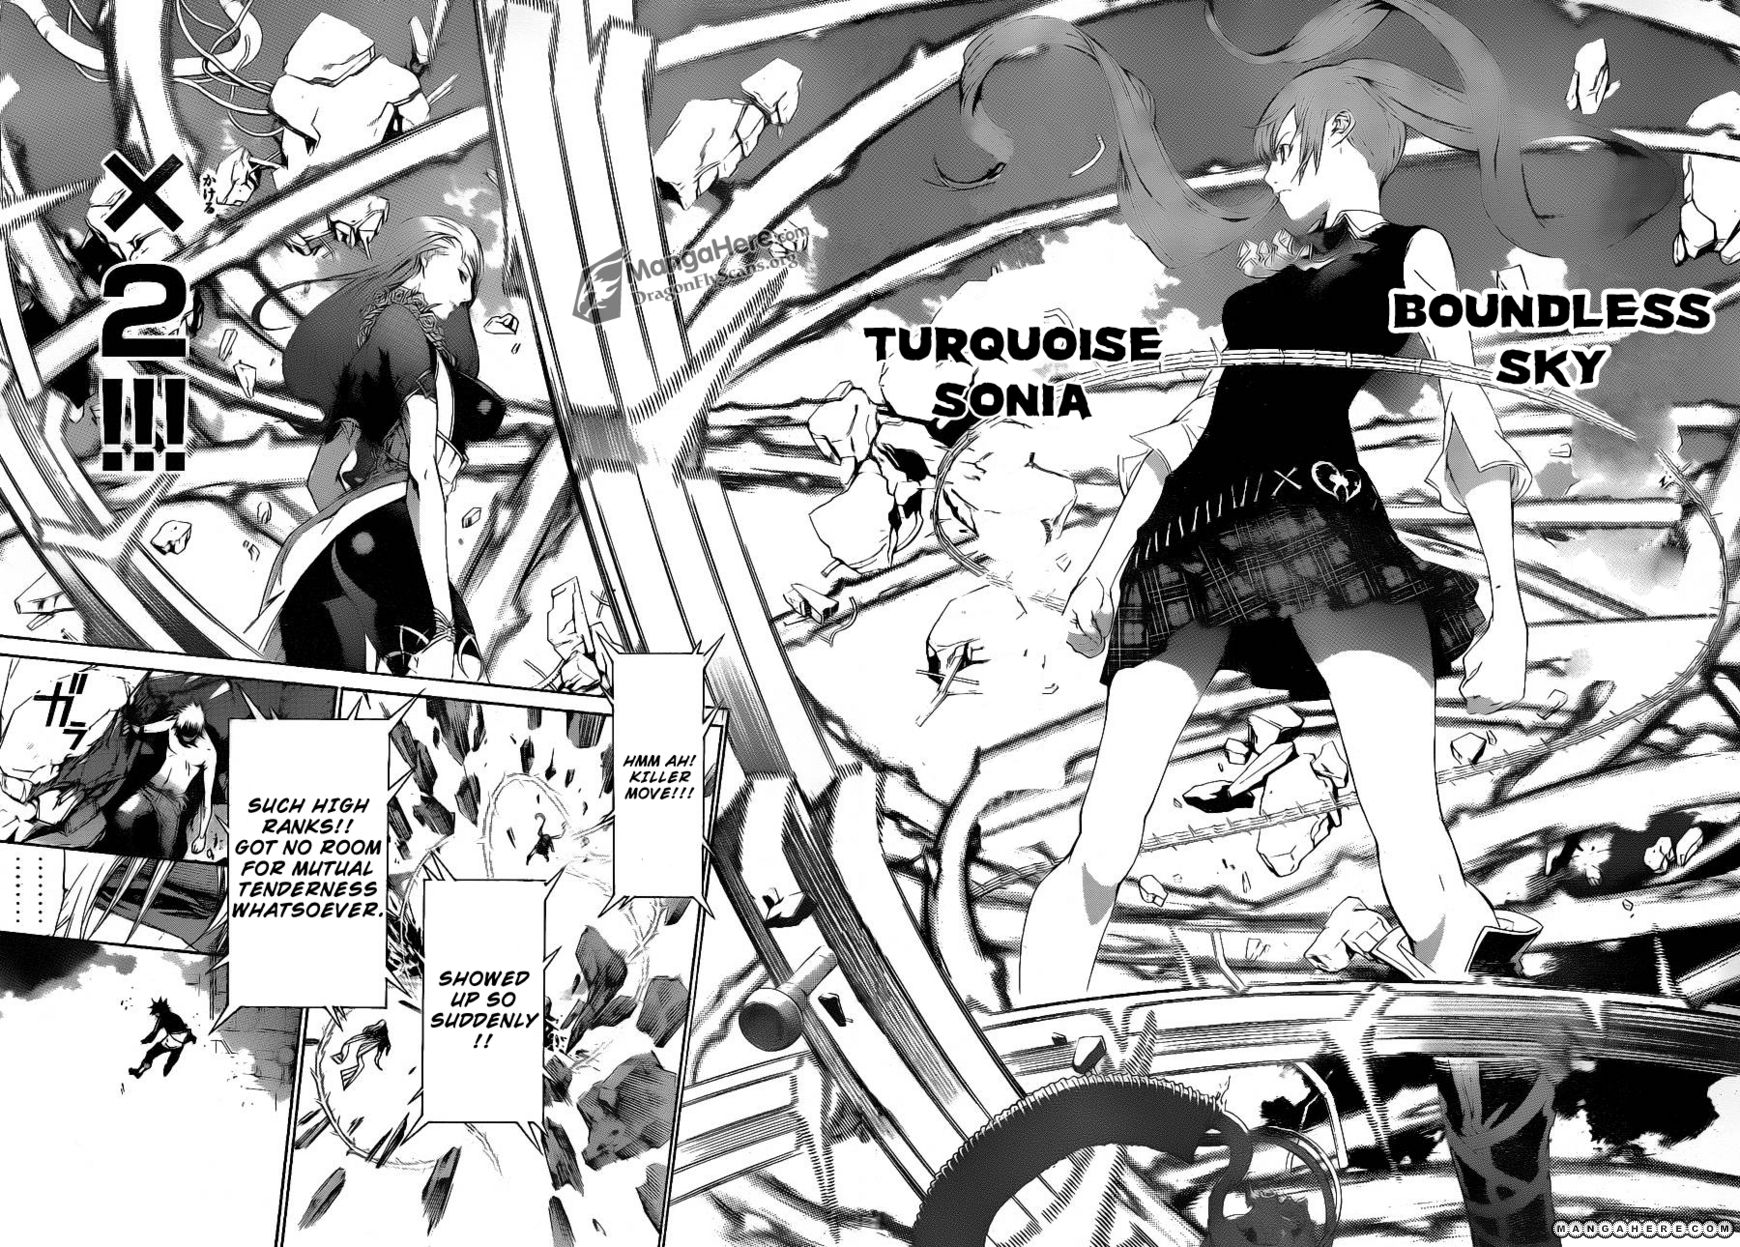 BOUNDLESS
SKY
TURQUOISE
SONIA
×
かける
2
!!!
MangaHere.com
DragonFlyScans.org
HMM AH!
KILLER
MOVE!!!
SHOWED
UP SO
SUDDENLY
!!
SUCH HIGH
RANKS!!
GOT NO ROOM
FOR MUTUAL
TENDERNESS
WHATSOEVER.
ガラ
.........
.........
MANGAHERE.COM